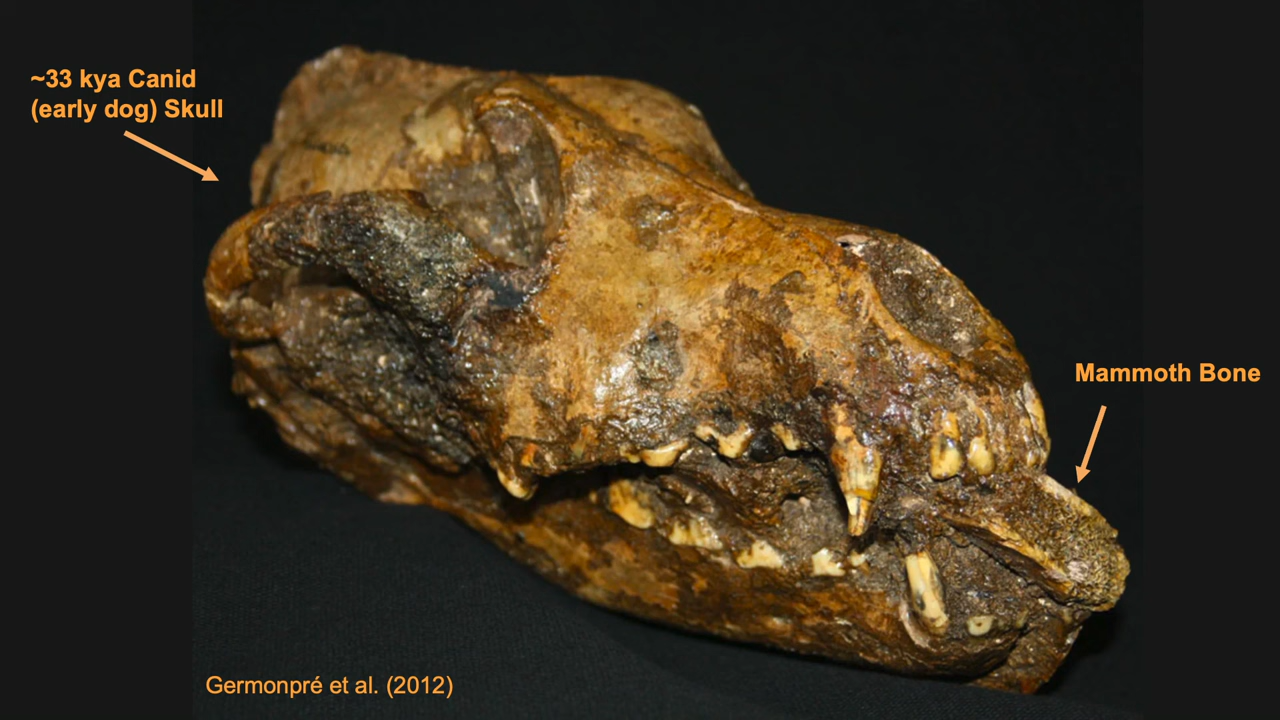 ~33 kya Canid
(early dog) Skull
Mammoth Bone
Germonpré et al. (2012)